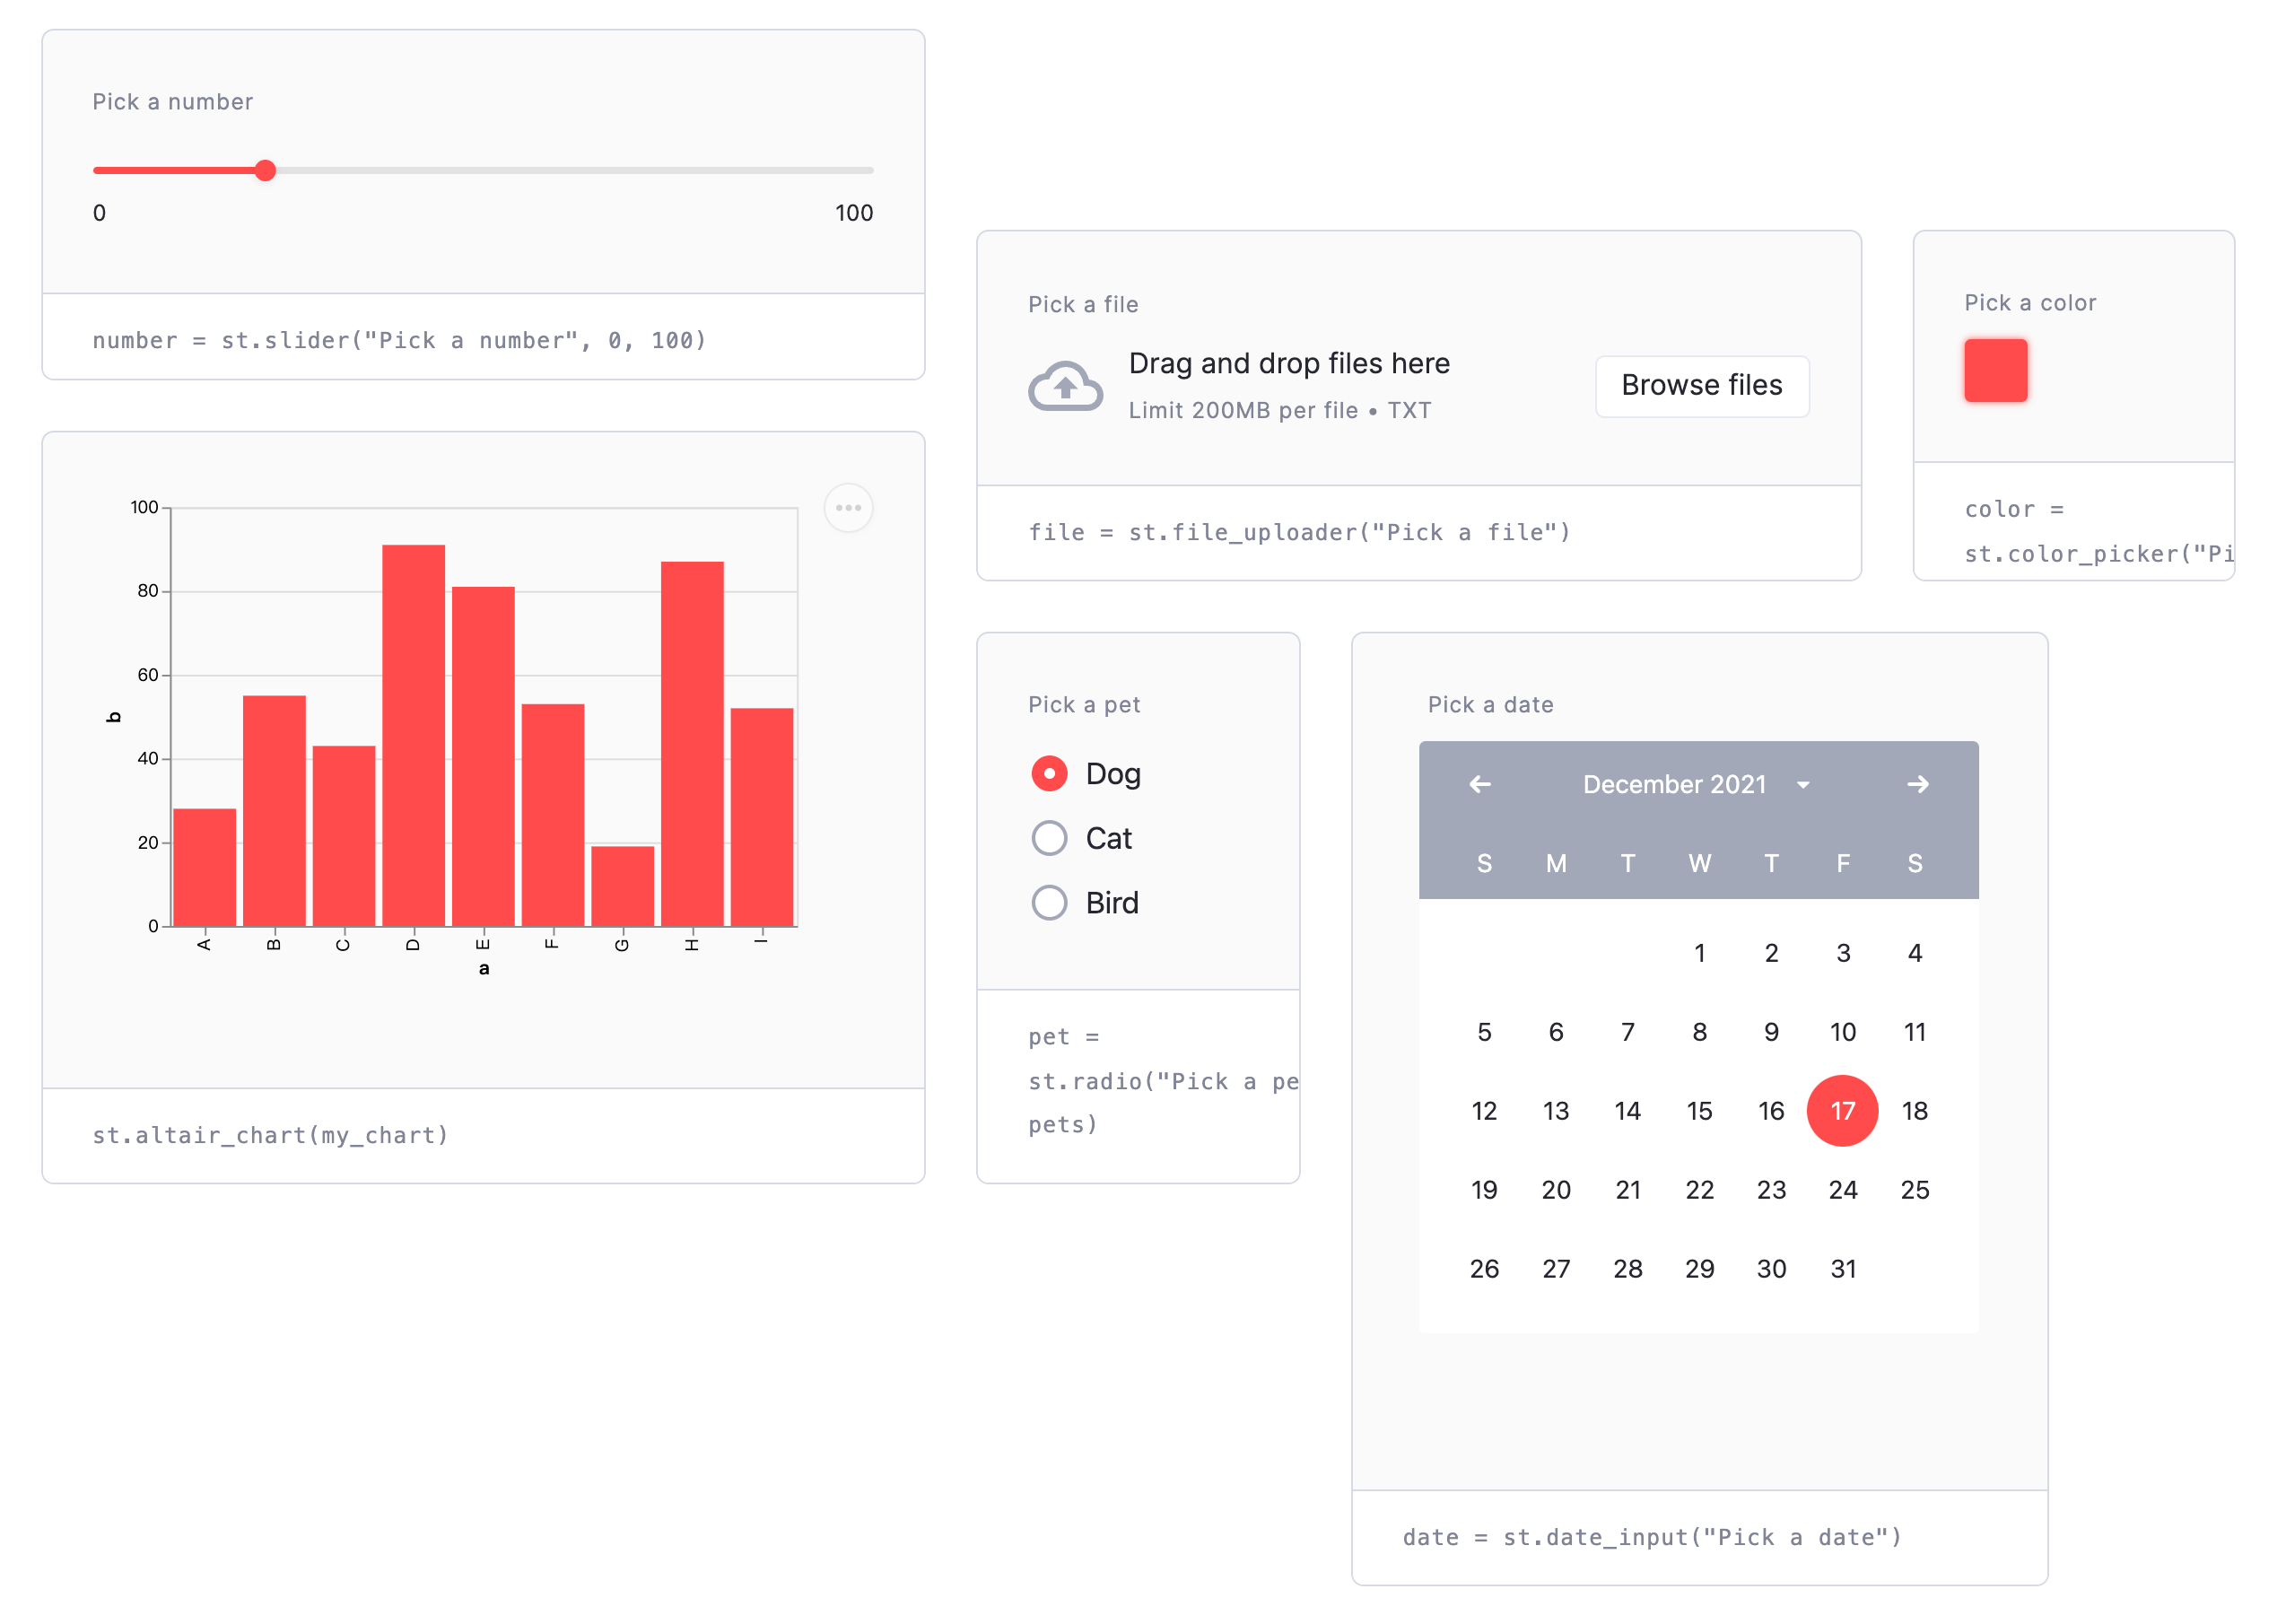 Pick a number
0 100
number = st.slider("Pick a number", 0, 100)
100
80
60
40
20
0
b
A B C D E F G H I
a
st.altair_chart(my_chart)
Pick a file
Drag and drop files here
Limit 200MB per file • TXT
Browse files
file = st.file_uploader("Pick a file")
Pick a color
color =
st.color_picker("Pi
Pick a pet
Dog
Cat
Bird
pet =
st.radio("Pick a pe
pets)
Pick a date
December 2021
S M T W T F S
1 2 3 4
5 6 7 8 9 10 11
12 13 14 15 16 17 18
19 20 21 22 23 24 25
26 27 28 29 30 31
date = st.date_input("Pick a date")